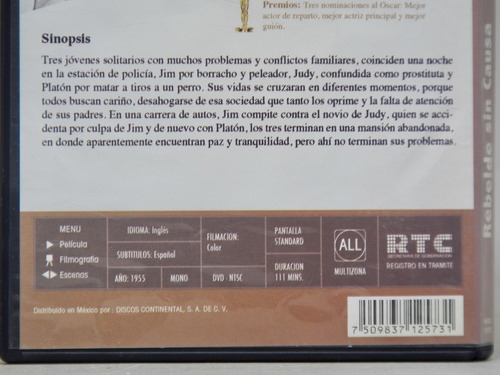 Premios: Tres nominaciones al Oscar: Mejor
actor de reparto, mejor actriz principal y mejor
guión.
Sinopsis
Tres jóvenes solitarios con muchos problemas y conflictos familiares, coinciden una noche
en la estación de policía, Jim por borracho y peleador, Judy, confundida como prostituta y
Platón por matar a tiros a un perro. Sus vidas se cruzaran en diferentes momentos, porque
todos buscan cariño, desahogarse de esa sociedad que tanto los oprime y la falta de atención
de sus padres. En una carrera de autos, Jim compite contra el novio de Judy, quien se acci-
denta por culpa de Jim y de nuevo con Platón, los tres terminan en una mansión abandonada,
en donde aparentemente encuentran paz y tranquilidad, pero ahí no terminan sus problemas.
MENU
Película
Filmografía
Escenas
IDIOMA: Inglés
SUBTITULOS: Español
AÑO: 1955
MONO
FILMACION:
Color
DVD - NTSC
PANTALLA
STANDARD
DURACION
111 MINS.
ALL
MULTIZONA
RTC
SECRETARIA DE GOBERNACION
REGISTRO EN TRAMITE
Distribuido en México por: DISCOS CONTINENTAL, S. A. DE C. V.
7 509837 125731
Rebelde sin Causa